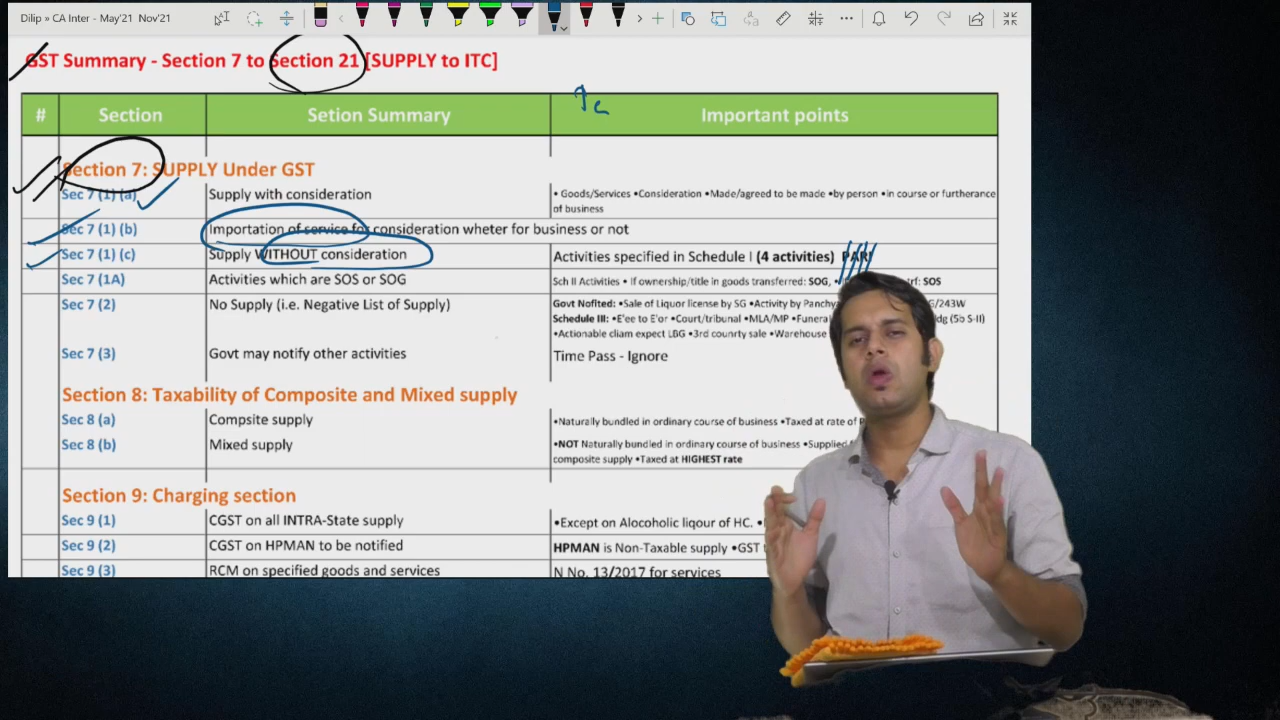 Dilip » CA Inter - May'21 Nov'21
GST Summary - Section 7 to Section 21 [SUPPLY to ITC]
# Section Setion Summary Important points
Section 7: SUPPLY Under GST
Sec 7 (1) (a) Supply with consideration • Goods/Services •Consideration •Made/agreed to be made •by person •in course or furtherance
of business
Sec 7 (1) (b) Importation of service for consideration wheter for business or not
Sec 7 (1) (c) Supply WITHOUT consideration Activities specified in Schedule I (4 activities) PARI
Sec 7 (1A) Activities which are SOS or SOG Sch II Activities • If ownership/title in goods transferred: SOG, trf: SOS
Sec 7 (2) No Supply (i.e. Negative List of Supply) Govt Nofited: •Sale of Liquor license by SG •Activity by Panchya G/243W
Schedule III: •E'ee to E'or •Court/tribunal •MLA/MP •Funera ldg (5b S-II)
•Actionable cliam expect LBG •3rd counrty sale •Warehouse
Sec 7 (3) Govt may notify other activities Time Pass - Ignore
Section 8: Taxability of Composite and Mixed supply
Sec 8 (a) Compsite supply •Naturally bundled in ordinary course of business •Taxed at rate of P
Sec 8 (b) Mixed supply •NOT Naturally bundled in ordinary course of business •Supplied f
composite supply •Taxed at HIGHEST rate
Section 9: Charging section
Sec 9 (1) CGST on all INTRA-State supply •Except on Alocoholic liqour of HC.
Sec 9 (2) CGST on HPMAN to be notified HPMAN is Non-Taxable supply •GST
Sec 9 (3) RCM on specified goods and services N No. 13/2017 for services